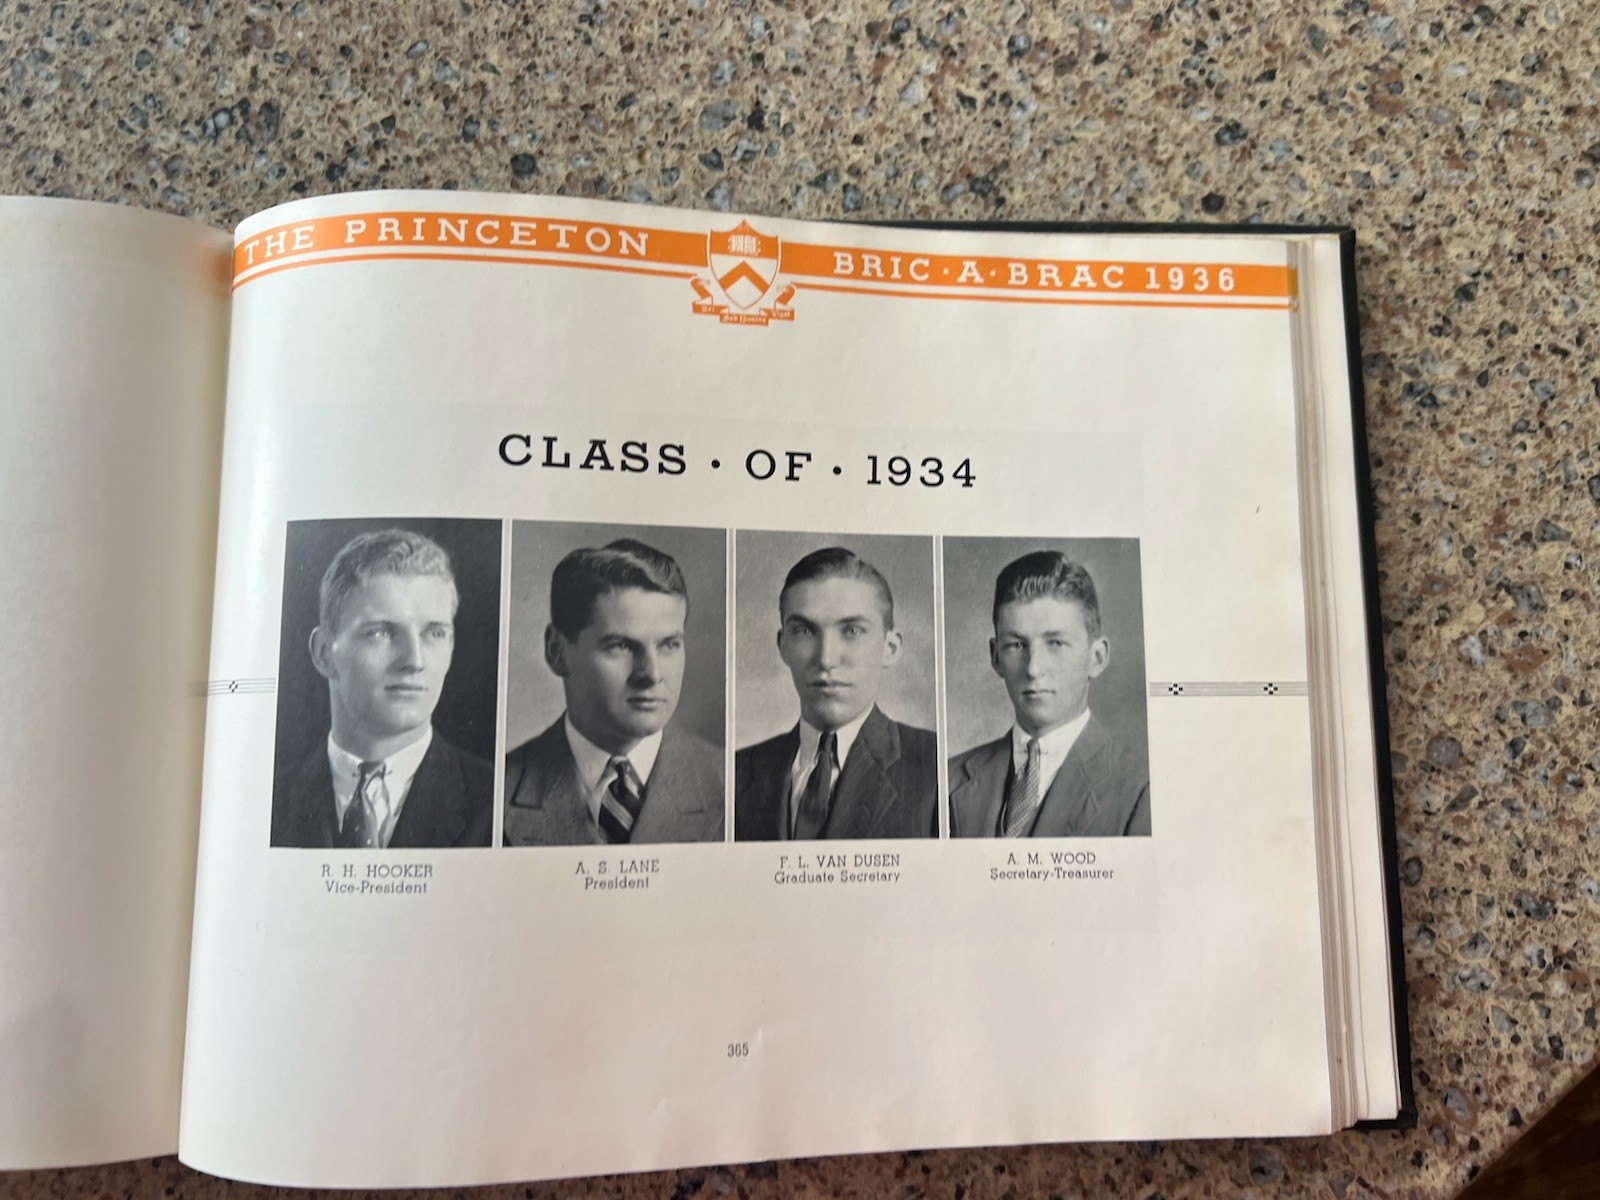 THE PRINCETON
BRIC·A·BRAC 1936
CLASS · OF · 1934
R. H. HOOKER
Vice-President
A. S. LANE
President
F. L. VAN DUSEN
Graduate Secretary
A. M. WOOD
Secretary-Treasurer
365